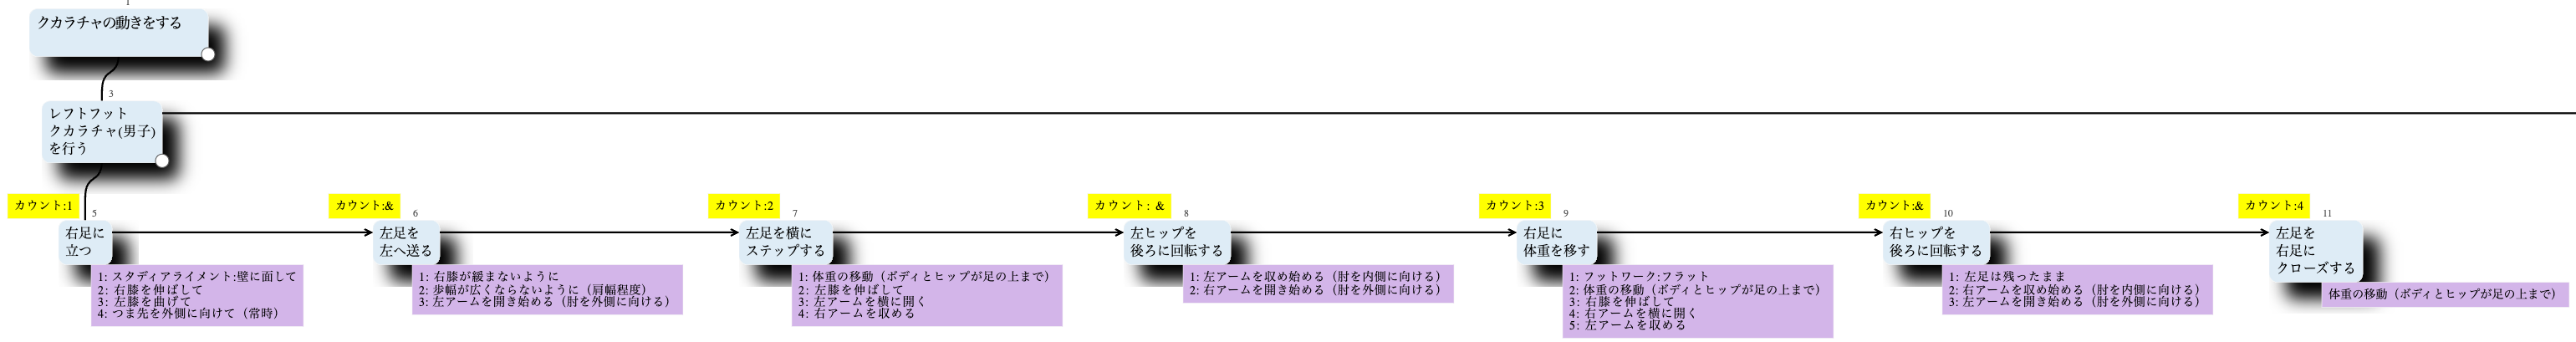 1
クカラチャの動きをする
3
レフトフット
クカラチャ(男子)
を行う
カウント:1
5
右足に
立つ
1: スタディアライメント:壁に面して
2: 右膝を伸ばして
3: 左膝を曲げて
4: つま先を外側に向けて（常時）
カウント:&
6
左足を
左へ送る
1: 右膝が緩まないように
2: 歩幅が広くならないように（肩幅程度）
3: 左アームを開き始める（肘を外側に向ける）
カウント:2
7
左足を横に
ステップする
1: 体重の移動（ボディとヒップが足の上まで）
2: 左膝を伸ばして
3: 左アームを横に開く
4: 右アームを収める
カウント: &
8
左ヒップを
後ろに回転する
1: 左アームを収め始める（肘を内側に向ける）
2: 右アームを開き始める（肘を外側に向ける）
カウント:3
9
右足に
体重を移す
1: フットワーク:フラット
2: 体重の移動（ボディとヒップが足の上まで）
3: 右膝を伸ばして
4: 右アームを横に開く
5: 左アームを収める
カウント:&
10
右ヒップを
後ろに回転する
1: 左足は残ったまま
2: 右アームを収め始める（肘を内側に向ける）
3: 左アームを開き始める（肘を外側に向ける）
カウント:4
11
左足を
右足に
クローズする
体重の移動（ボディとヒップが足の上まで）